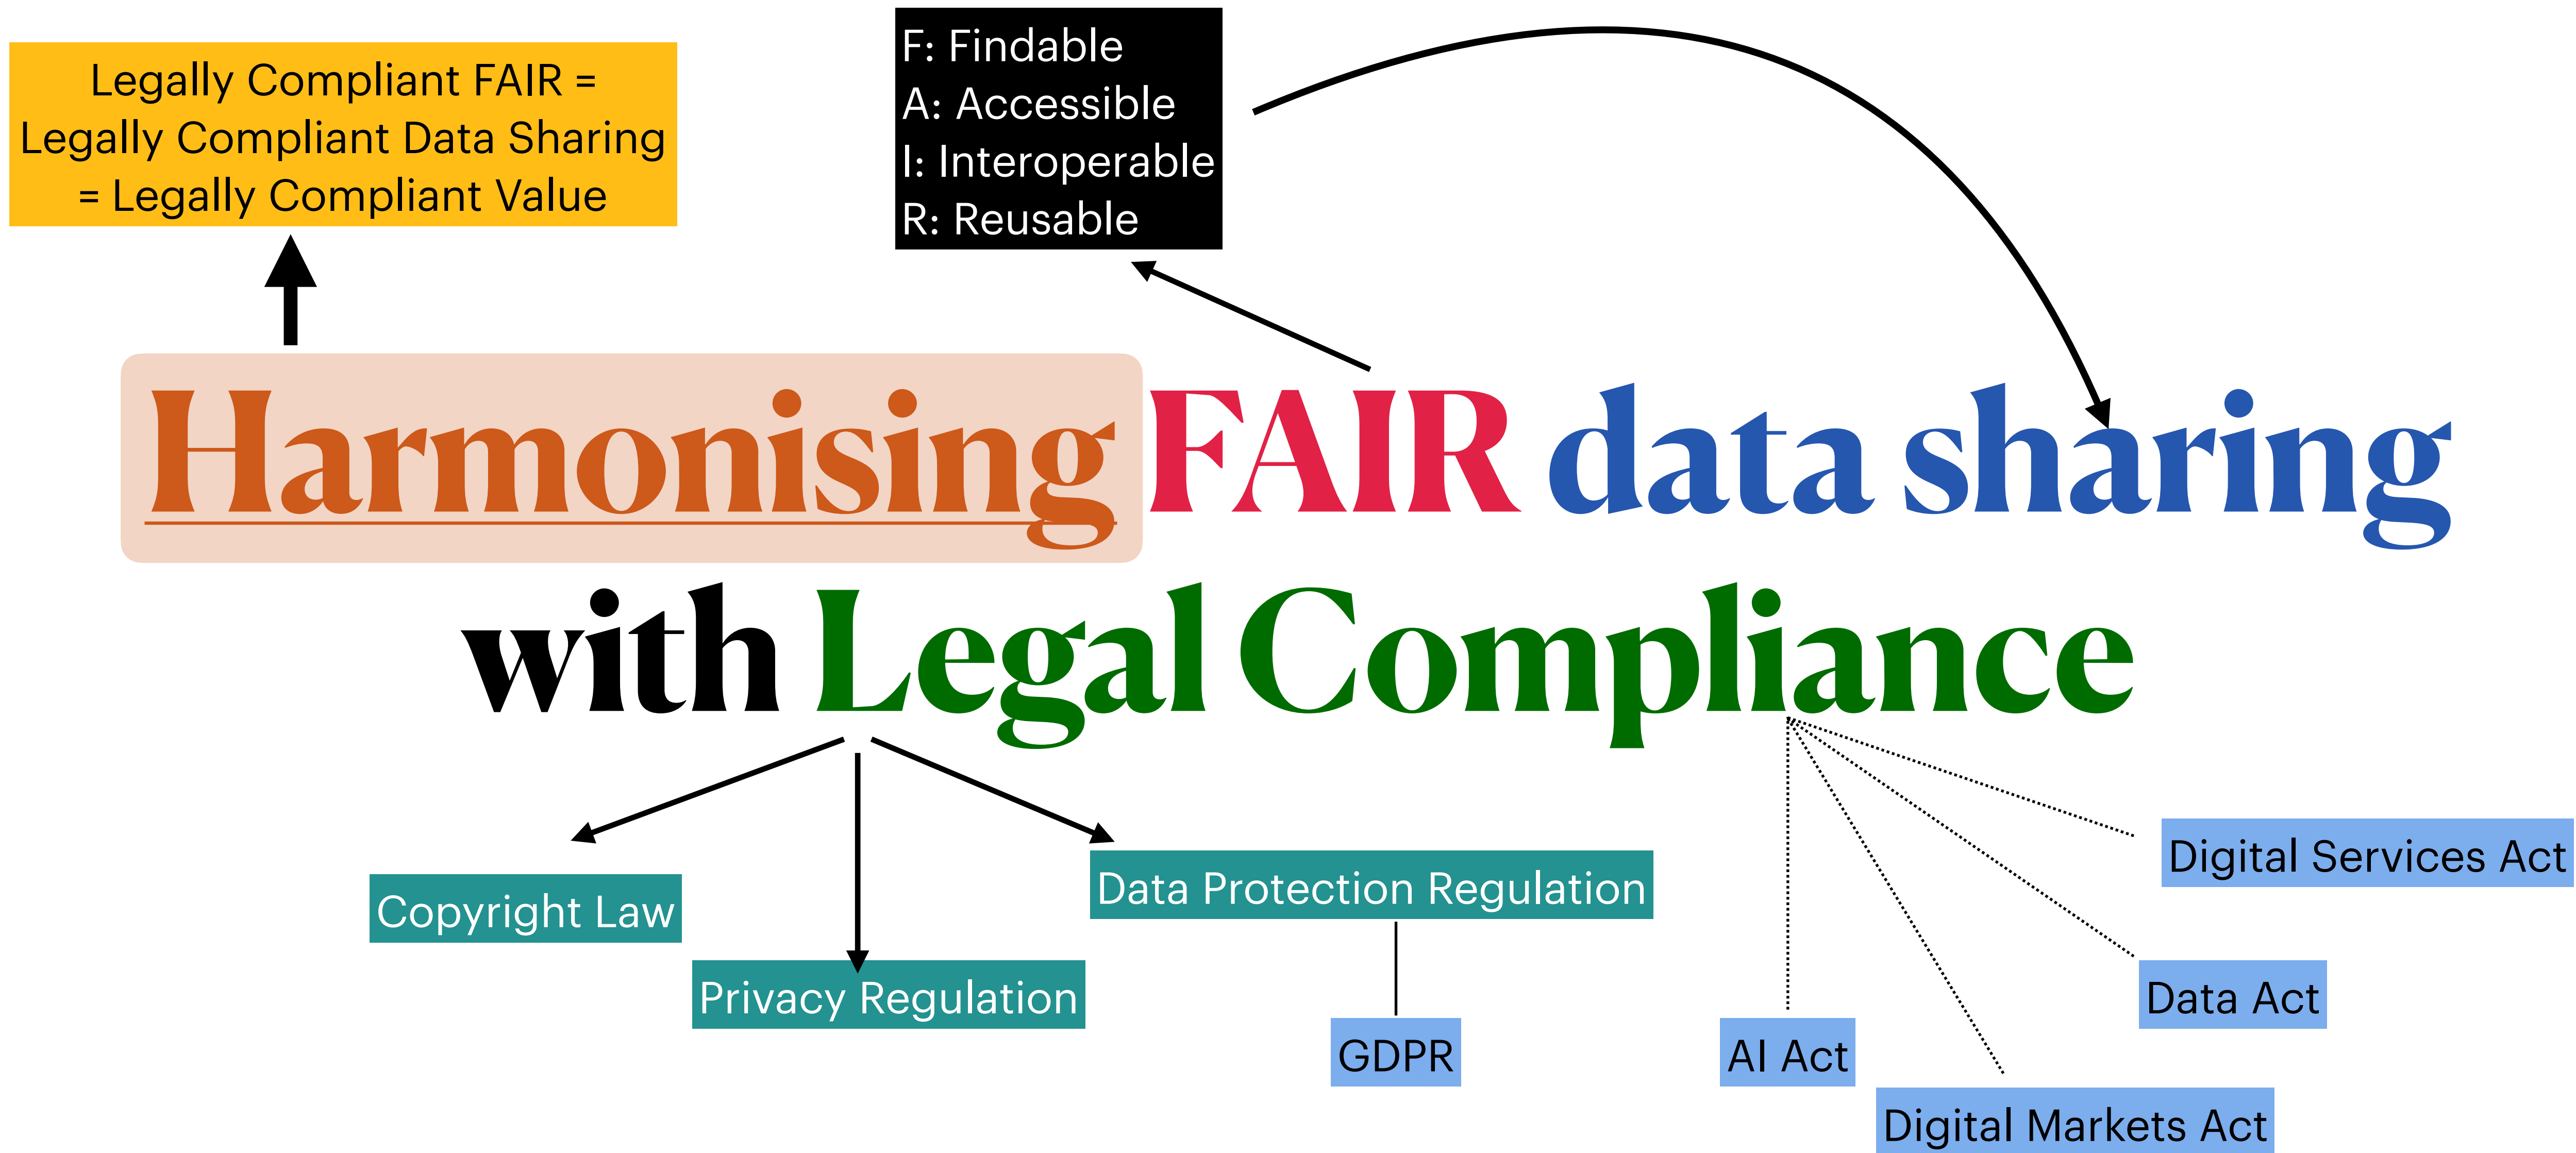 Legally Compliant FAIR =
Legally Compliant Data Sharing
= Legally Compliant Value
F: Findable
A: Accessible
I: Interoperable
R: Reusable
Harmonising FAIR data sharing
with Legal Compliance
Copyright Law
Privacy Regulation
Data Protection Regulation
GDPR
AI Act
Digital Markets Act
Data Act
Digital Services Act